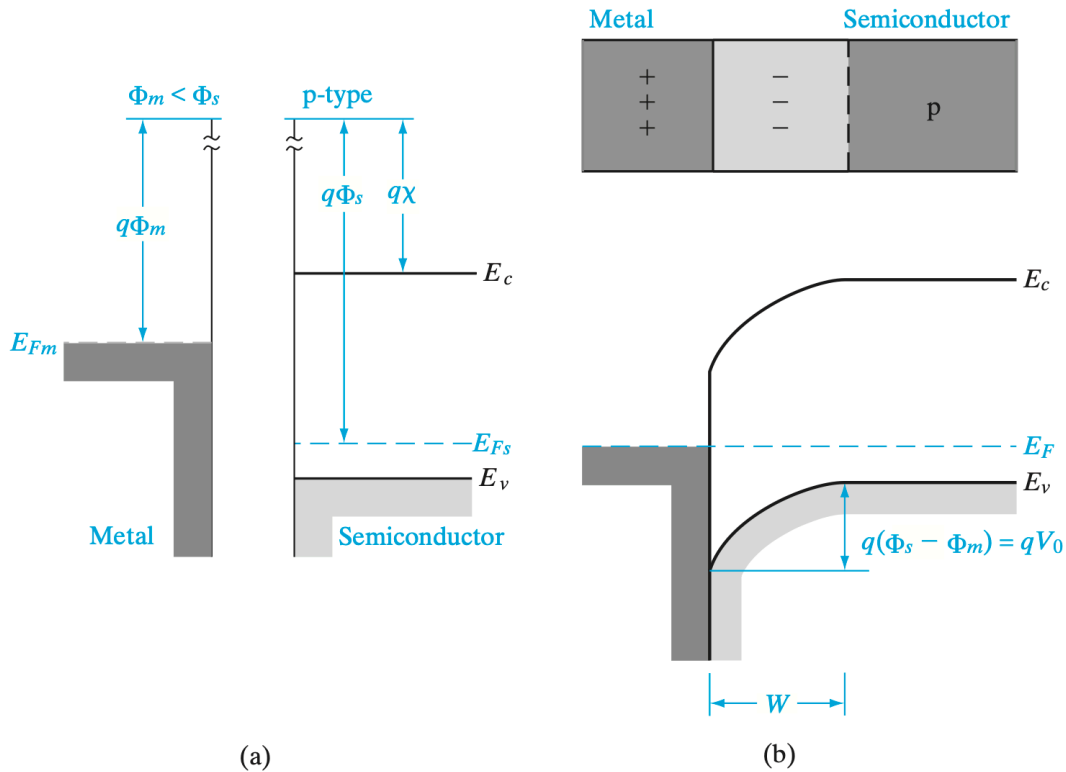 Φm < Φs
p-type
qΦm
qΦs
qχ
Ec
EFm
EFs
Ev
Metal
Semiconductor
(a)
Metal
Semiconductor
+
+
+
−
−
−
p
Ec
EF
Ev
q(Φs − Φm) = qV0
W
(b)